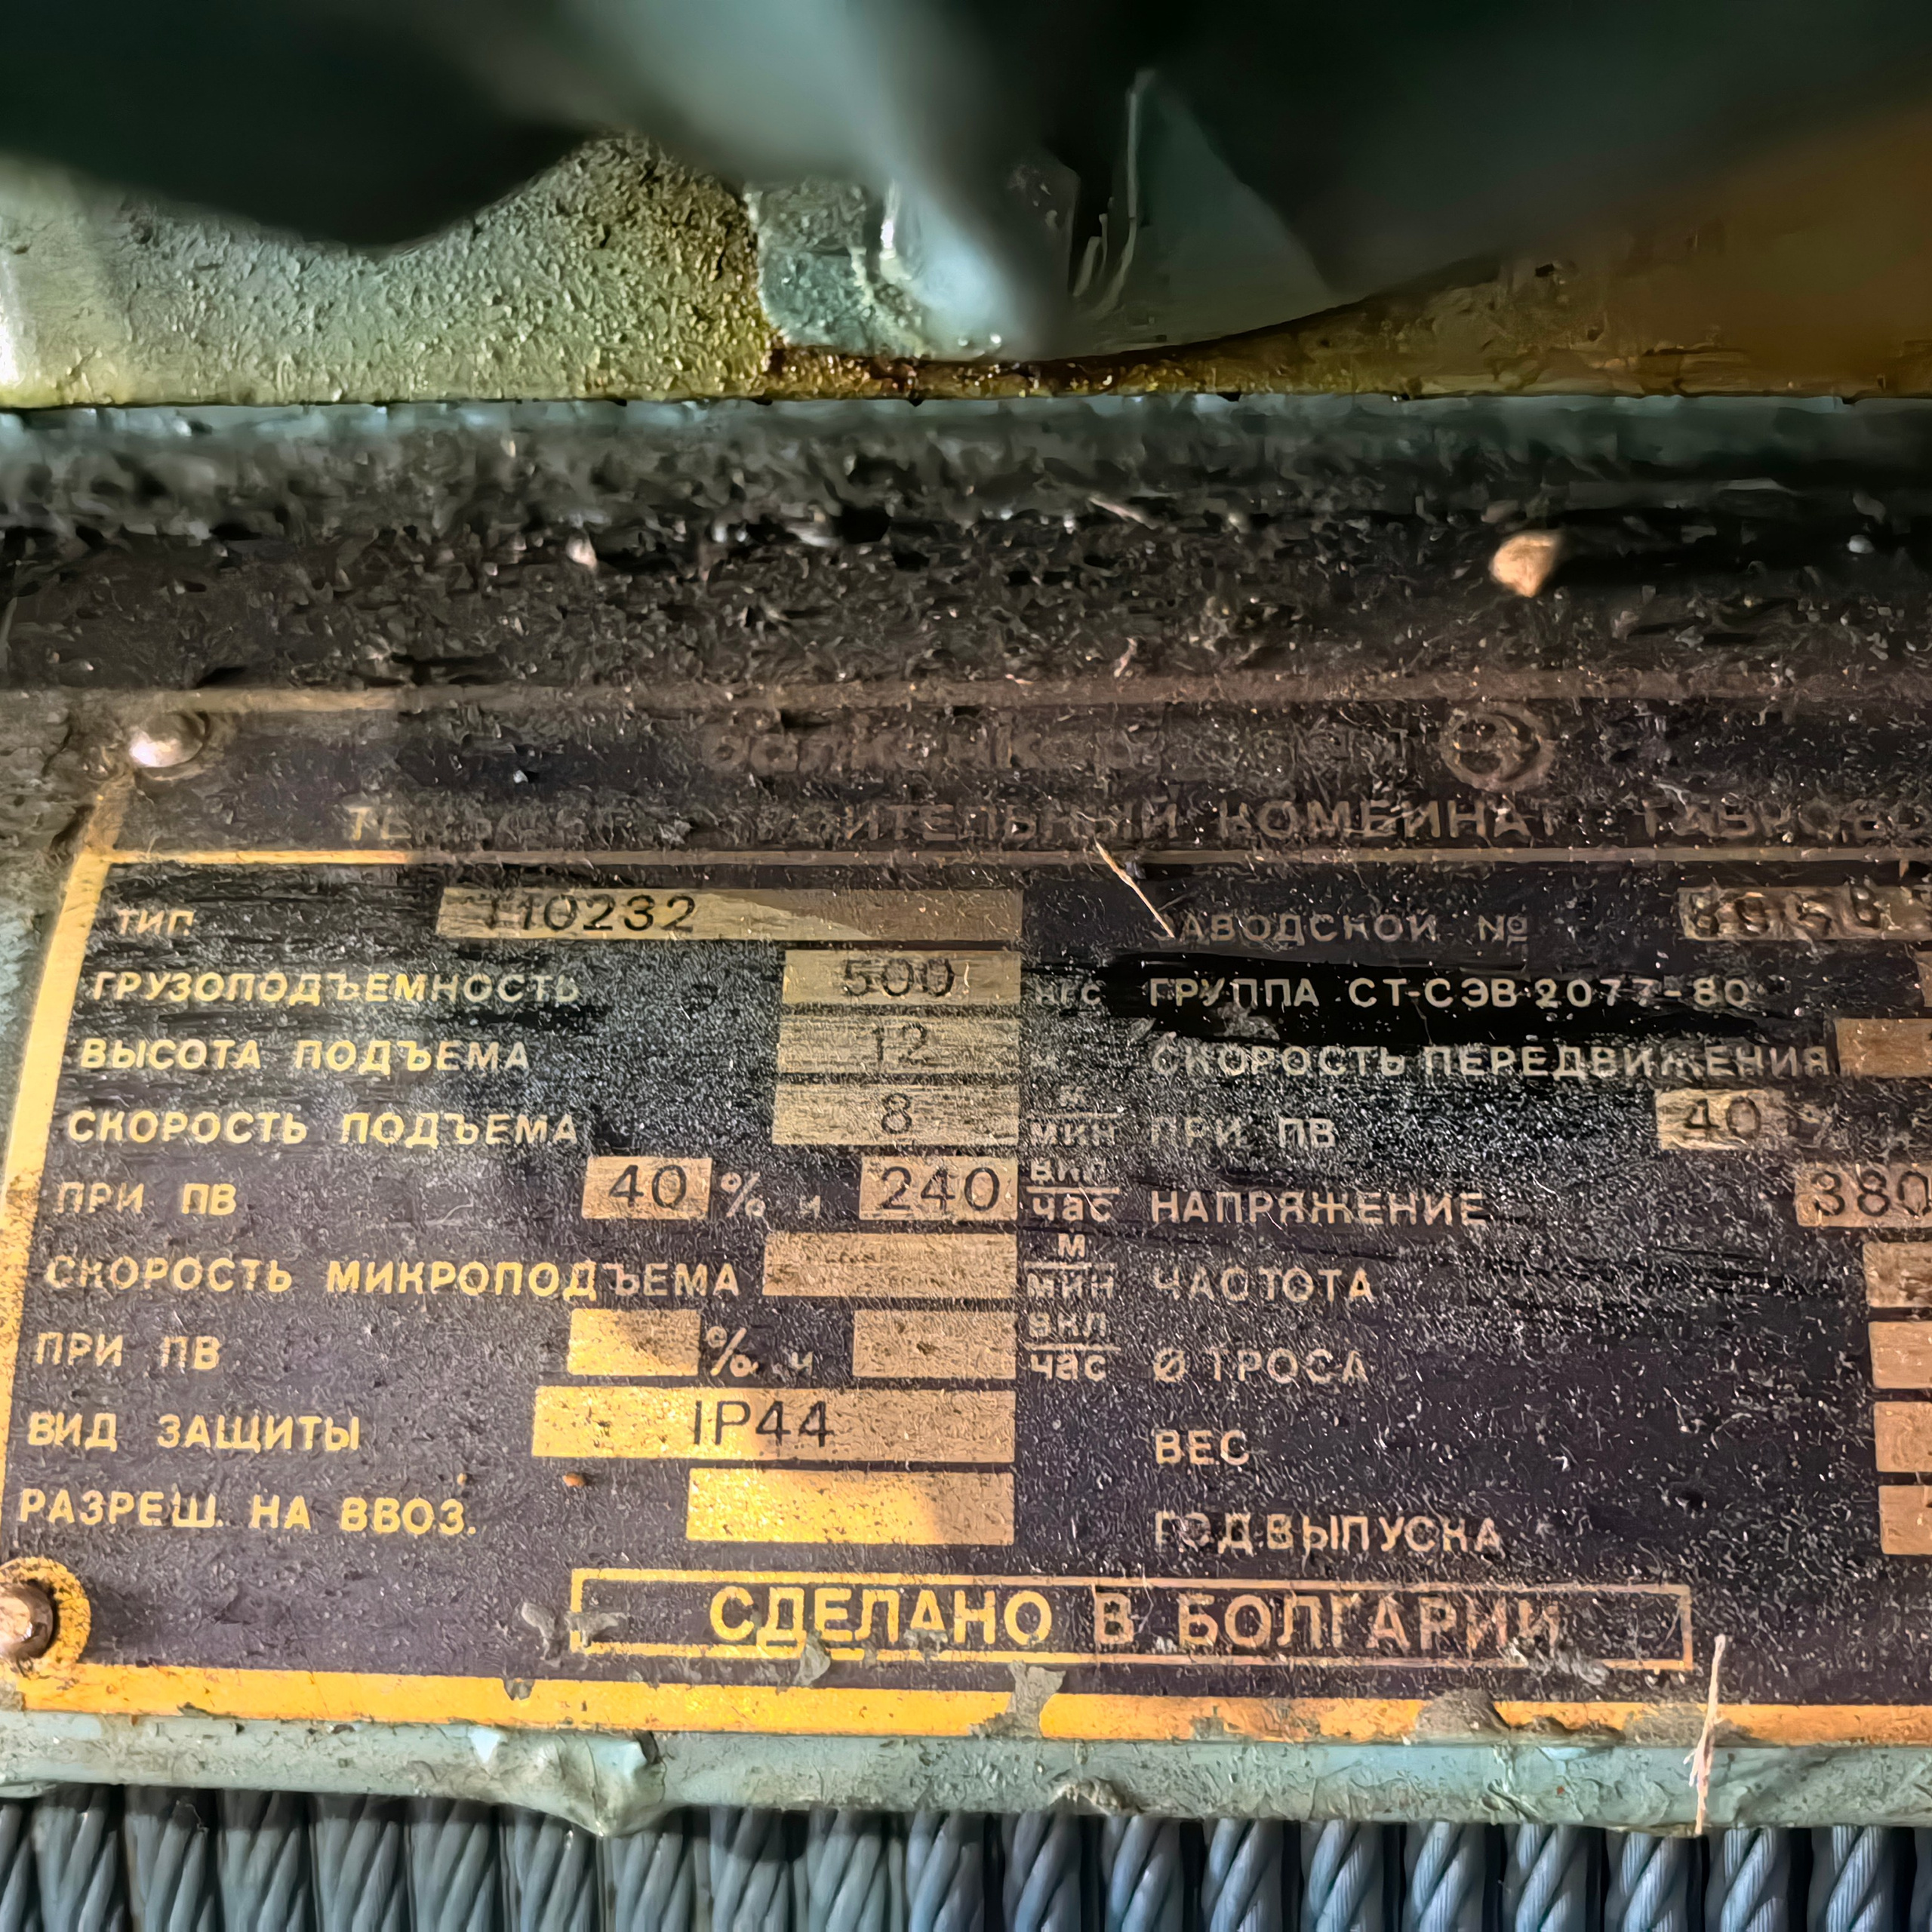 КОМБИНАТ
ТИП T10232
ЗАВОДСКОЙ №
ГРУЗОПОДЪЕМНОСТЬ 500 кгс
ГРУППА СТ-СЭВ 2077-80
ВЫСОТА ПОДЪЕМА 12
СКОРОСТЬ ПЕРЕДВИЖЕНИЯ
СКОРОСТЬ ПОДЪЕМА 8 м/мин
ПРИ ПВ 40 %
ПРИ ПВ 40 % и 240 вкл/час
НАПРЯЖЕНИЕ 380
СКОРОСТЬ МИКРОПОДЪЕМА м/мин
ЧАСТОТА
ПРИ ПВ % и вкл/час
Ø ТРОСА
ВИД ЗАЩИТЫ IP44
ВЕС
РАЗРЕШ. НА ВВОЗ.
ГОД ВЫПУСКА
СДЕЛАНО В БОЛГАРИИ